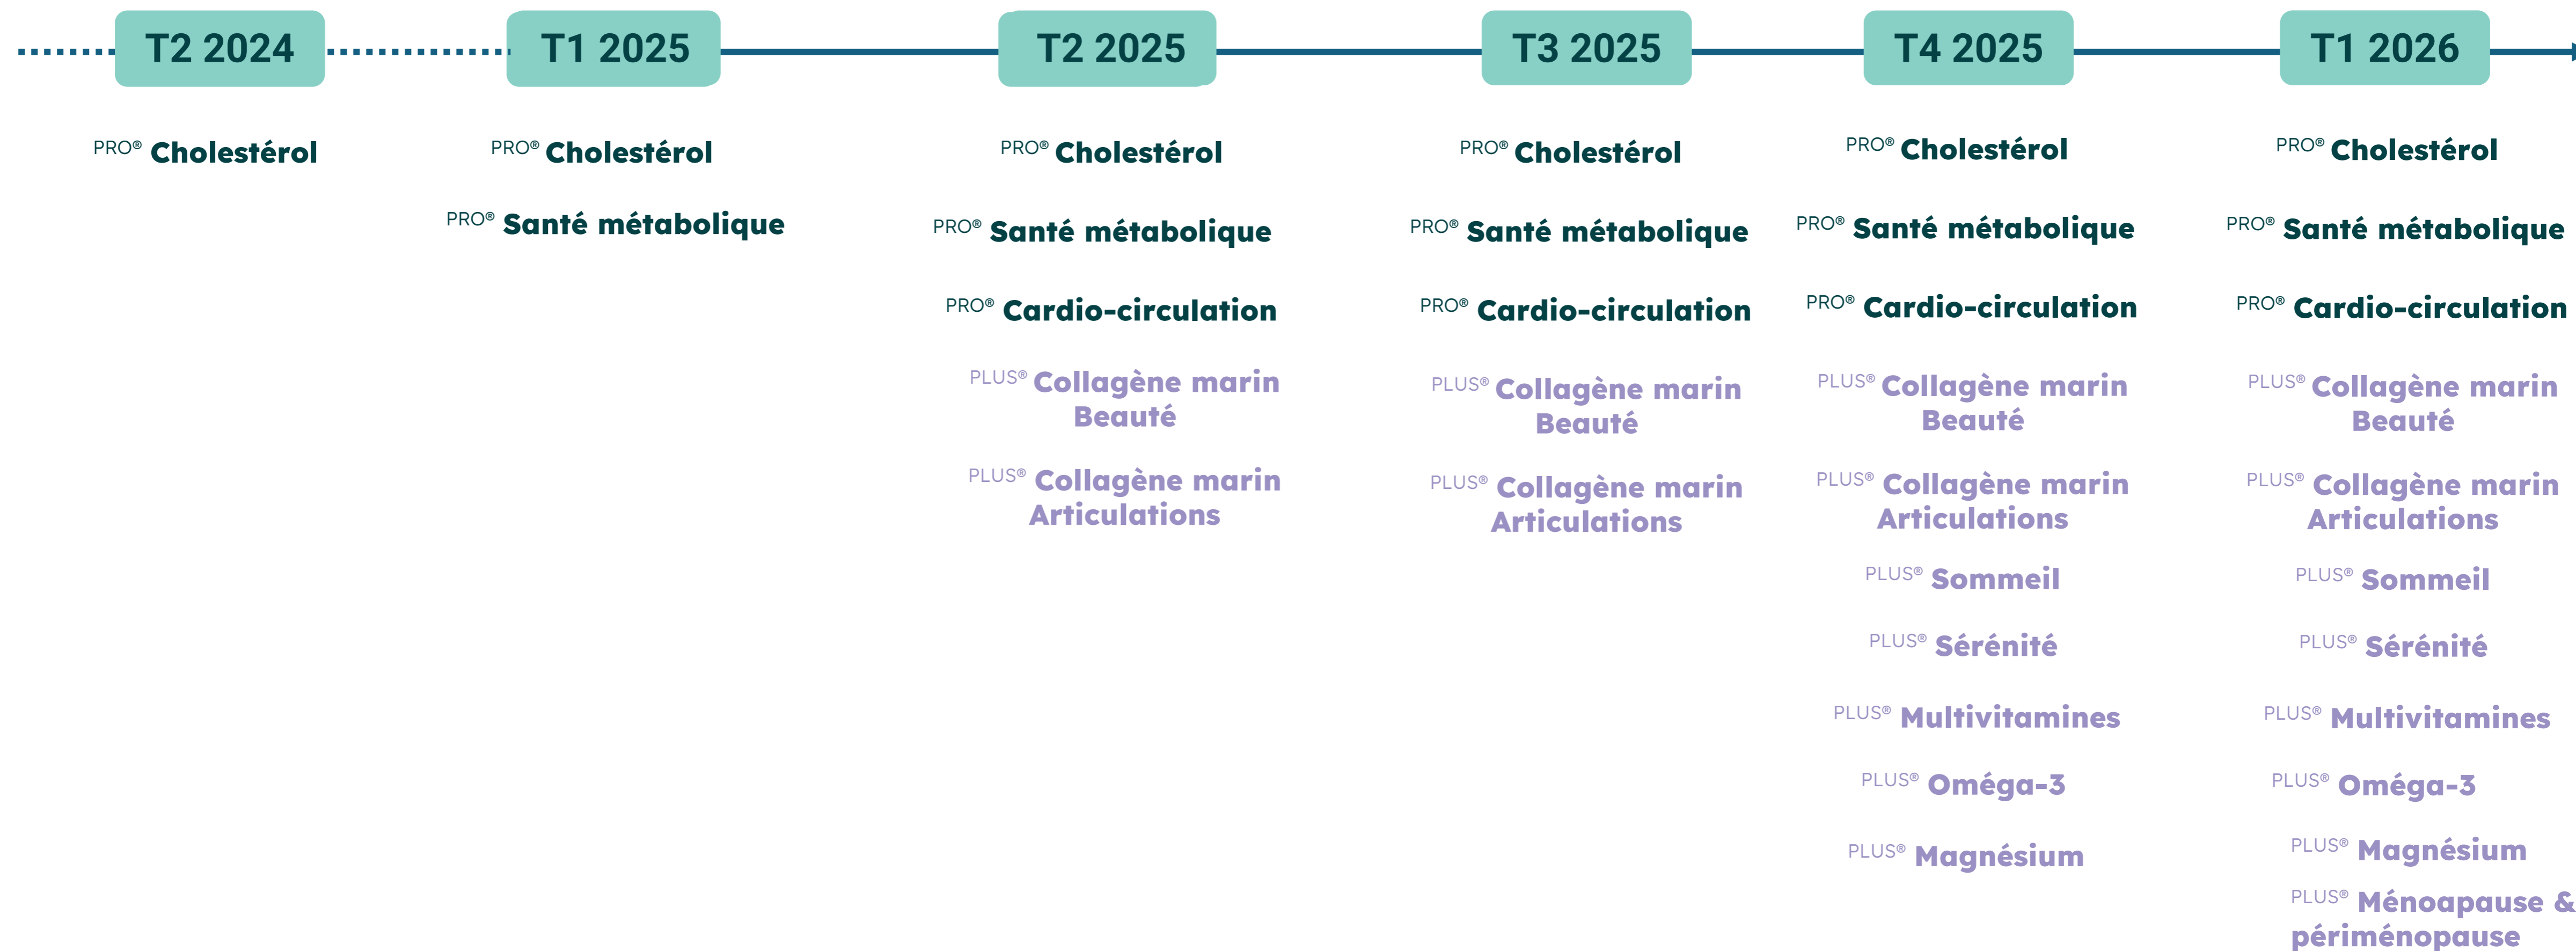 T2 2024
T1 2025
T2 2025
T3 2025
T4 2025
T1 2026
PRO® Cholestérol
PRO® Cholestérol
PRO® Santé métabolique
PRO® Cholestérol
PRO® Santé métabolique
PRO® Cardio-circulation
PLUS® Collagène marin
Beauté
PLUS® Collagène marin
Articulations
PRO® Cholestérol
PRO® Santé métabolique
PRO® Cardio-circulation
PLUS® Collagène marin
Beauté
PLUS® Collagène marin
Articulations
PRO® Cholestérol
PRO® Santé métabolique
PRO® Cardio-circulation
PLUS® Collagène marin
Beauté
PLUS® Collagène marin
Articulations
PLUS® Sommeil
PLUS® Sérénité
PLUS® Multivitamines
PLUS® Oméga-3
PLUS® Magnésium
PRO® Cholestérol
PRO® Santé métabolique
PRO® Cardio-circulation
PLUS® Collagène marin
Beauté
PLUS® Collagène marin
Articulations
PLUS® Sommeil
PLUS® Sérénité
PLUS® Multivitamines
PLUS® Oméga-3
PLUS® Magnésium
PLUS® Ménoapause &
périménopause